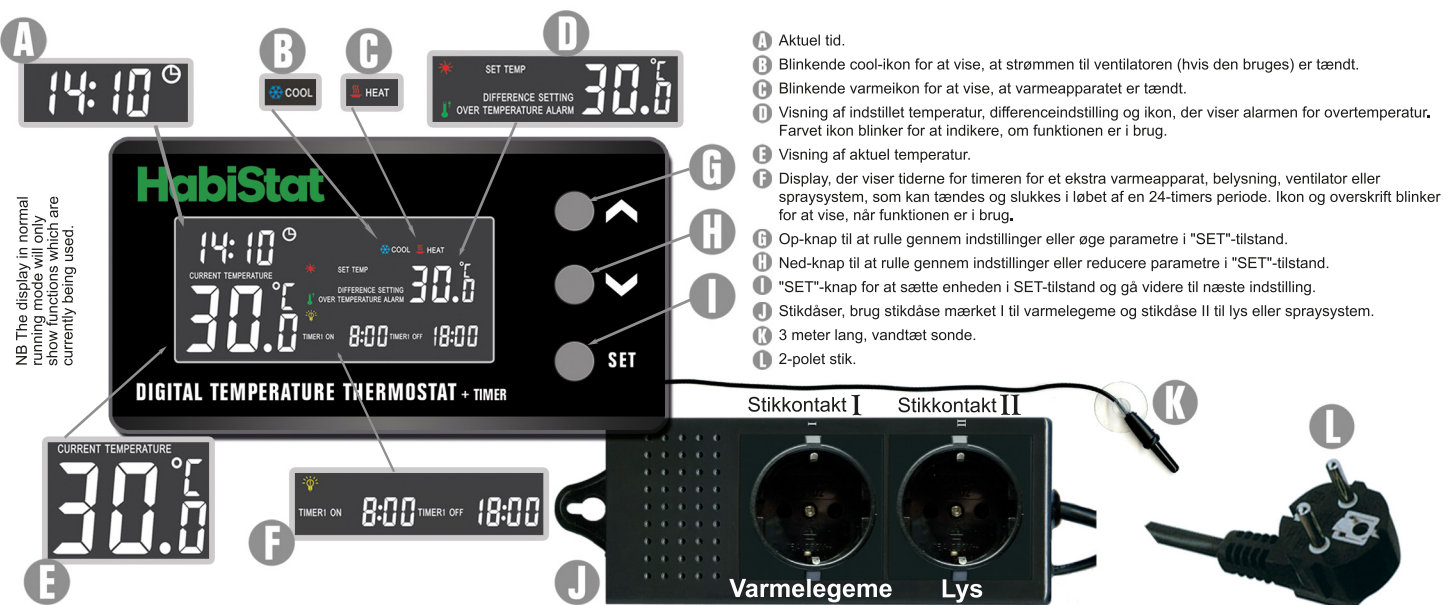 A
14:10
B
COOL
C
HEAT
D
SET TEMP
DIFFERENCE SETTING
OVER TEMPERATURE ALARM
30.0
°C
HabiStat
14:10
COOL
HEAT
CURRENT TEMPERATURE
30.0
°C
SET TEMP
DIFFERENCE SETTING
OVER TEMPERATURE ALARM
30.0
°C
TIMER1 ON
8:00
TIMER1 OFF
18:00
SET
DIGITAL TEMPERATURE THERMOSTAT + TIMER
NB The display in normal
running mode will only
show functions which are
currently being used.
G
H
I
E
CURRENT TEMPERATURE
30.0
°C
F
TIMER1 ON
8:00
TIMER1 OFF
18:00
A Aktuel tid.
B Blinkende cool-ikon for at vise, at strømmen til ventilatoren (hvis den bruges) er tændt.
C Blinkende varmeikon for at vise, at varmeapparatet er tændt.
D Visning af indstillet temperatur, differenceindstilling og ikon, der viser alarmen for overtemperatur.
Farvet ikon blinker for at indikere, om funktionen er i brug.
E Visning af aktuel temperatur.
F Display, der viser tiderne for timeren for et ekstra varmeapparat, belysning, ventilator eller
spraysystem, som kan tændes og slukkes i løbet af en 24-timers periode. Ikon og overskrift blinker
for at vise, når funktionen er i brug.
G Op-knap til at rulle gennem indstillinger eller øge parametre i "SET"-tilstand.
H Ned-knap til at rulle gennem indstillinger eller reducere parametre i "SET"-tilstand.
I "SET"-knap for at sætte enheden i SET-tilstand og gå videre til næste indstilling.
J Stikdåser, brug stikdåse mærket I til varmelegeme og stikdåse II til lys eller spraysystem.
K 3 meter lang, vandtæt sonde.
L 2-polet stik.
Stikkontakt I
Stikkontakt II
I
II
K
L
J
Varmelegeme
Lys